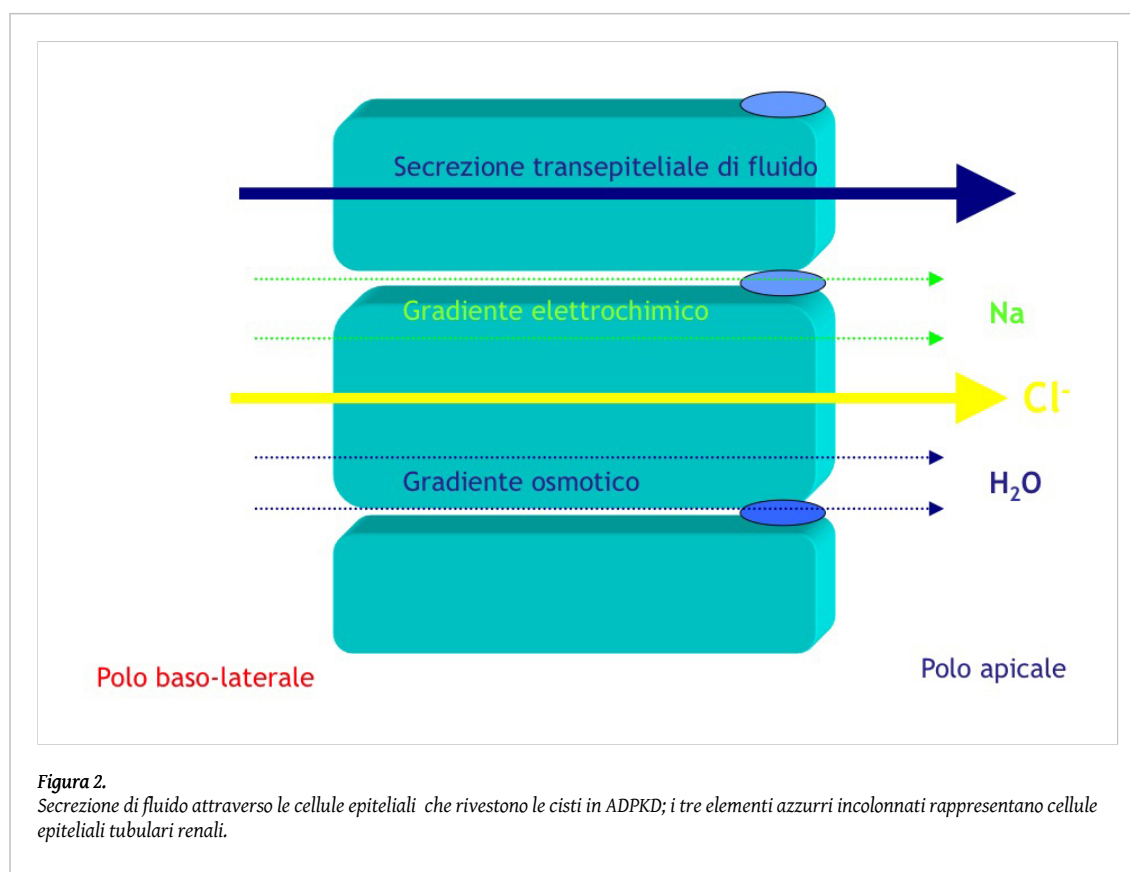 Secrezione transepiteliale di fluido
Gradiente elettrochimico
Na
Cl-
Gradiente osmotico
H2O
Polo baso-laterale
Polo apicale
Figura 2.
Secrezione di fluido attraverso le cellule epiteliali che rivestono le cisti in ADPKD; i tre elementi azzurri incolonnati rappresentano cellule
epiteliali tubulari renali.